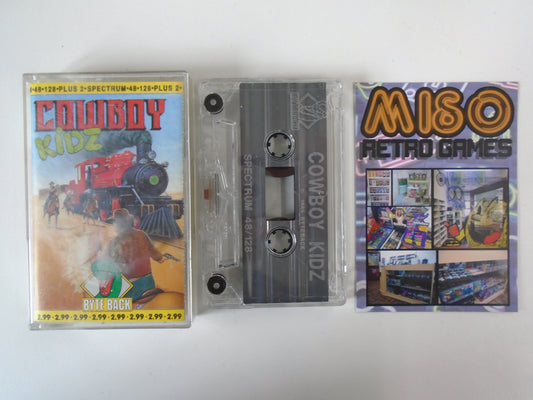 ·48·128·PLUS 2·SPECTRUM·48·128·PLUS 2·
COWBOY
KIDZ
BYTE BACK
2.99·2.99·2.99·2.99·2.99·2.99·2.99
COWBOY KIDZ
SPECTRUM 48/128
MISO
RETRO GAMES